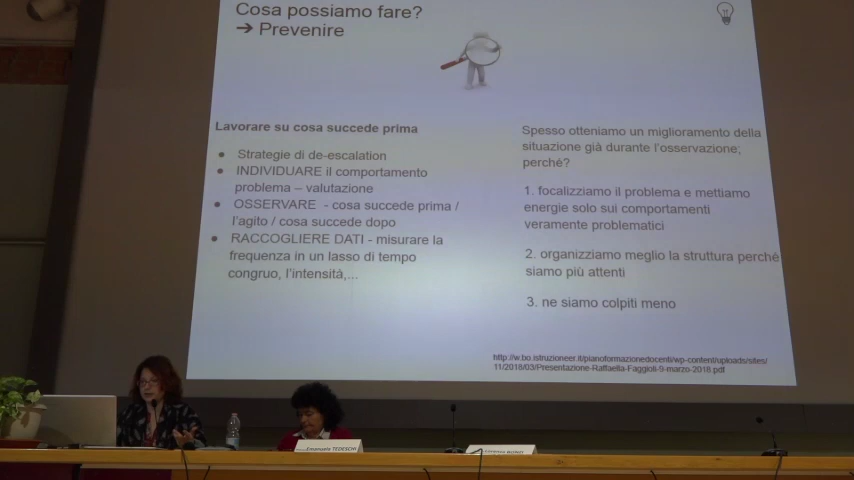 Cosa possiamo fare?
➔ Prevenire
Lavorare su cosa succede prima
● Strategie di de-escalation
● INDIVIDUARE il comportamento
problema – valutazione
● OSSERVARE - cosa succede prima /
l'agito / cosa succede dopo
● RACCOGLIERE DATI - misurare la
frequenza in un lasso di tempo
congruo, l'intensità,...
Spesso otteniamo un miglioramento della
situazione già durante l'osservazione;
perché?
1. focalizziamo il problema e mettiamo
energie solo sui comportamenti
veramente problematici
2. organizziamo meglio la struttura perché
siamo più attenti
3. ne siamo colpiti meno
http://w.bo.istruzioneer.it/pianoformazionedocenti/wp-content/uploads/sites/
11/2018/03/Presentazione-Raffaella-Faggioli-9-marzo-2018.pdf
Emanuela TEDESCHI